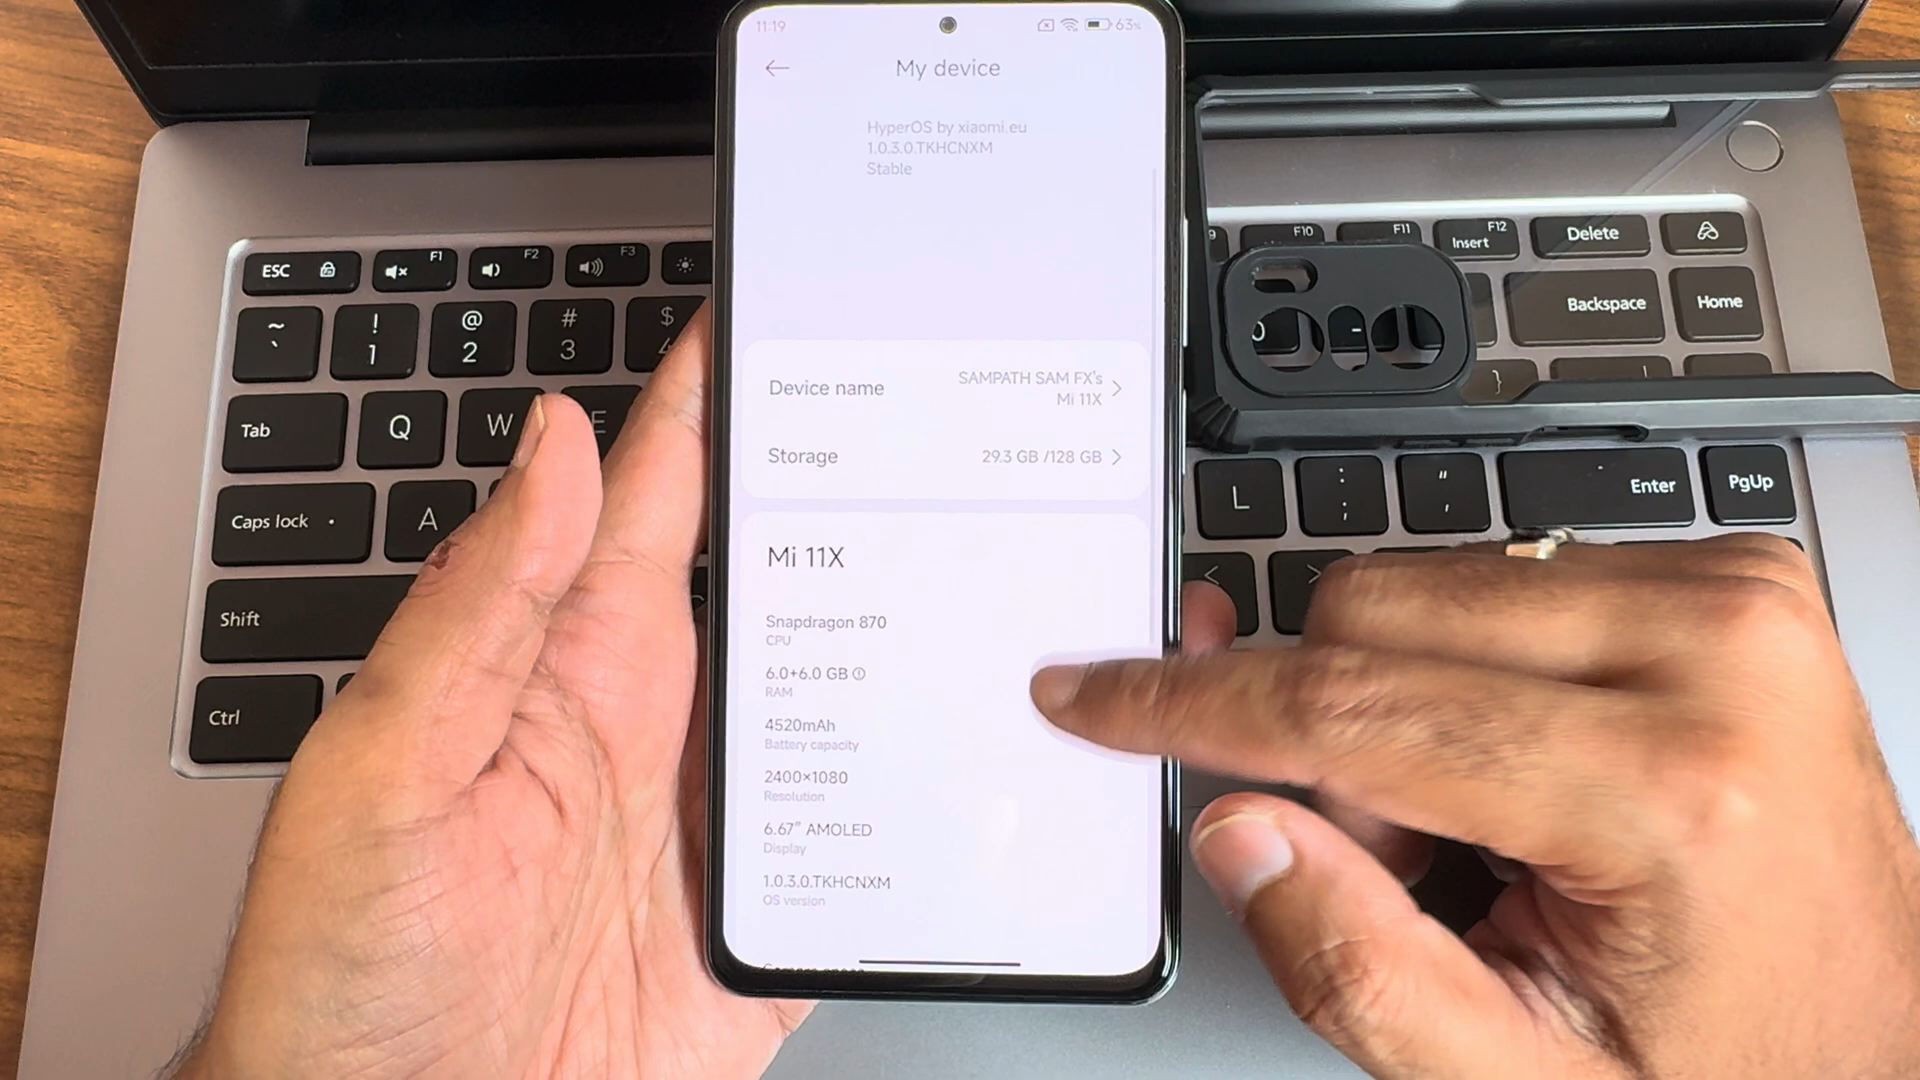 11:19
63%
My device
HyperOS by xiaomi.eu
1.0.3.0.TKHCNXM
Stable
Device name
SAMPATH SAM FX's
Mi 11X
Storage
29.3 GB /128 GB
Mi 11X
Snapdragon 870
CPU
6.0+6.0 GB
RAM
4520mAh
Battery capacity
2400×1080
Resolution
6.67" AMOLED
Display
1.0.3.0.TKHCNXM
OS version
ESC
F1
F2
F3
~
`
!
1
@
2
#
3
$
4
Tab
Q
W
E
Caps lock
A
Shift
Ctrl
9
F10
F11
F12
Insert
Delete
Backspace
Home
}
L
:
;
"
'
Enter
PgUp
<
>